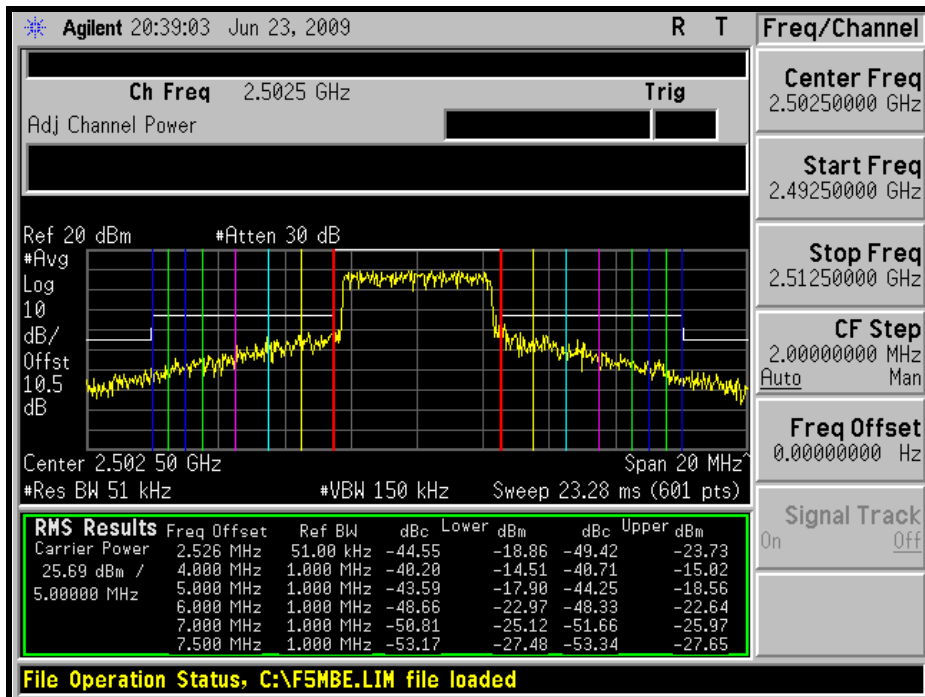 Agilent 20:39:03 Jun 23, 2009 R T Freq/Channel
Ch Freq 2.5025 GHz Trig
Adj Channel Power
Center Freq
2.50250000 GHz
Start Freq
2.49250000 GHz
Stop Freq
2.51250000 GHz
CF Step
2.00000000 MHz
Auto Man
Freq Offset
0.00000000 Hz
Signal Track
On Off
Ref 20 dBm #Atten 30 dB
#Avg
Log
10
dB/
Offst
10.5
dB
Center 2.502 50 GHz Span 20 MHz^
#Res BW 51 kHz #VBW 150 kHz Sweep 23.28 ms (601 pts)
RMS Results Freq Offset Ref BW dBc Lower dBm dBc Upper dBm
Carrier Power 2.526 MHz 51.00 kHz -44.55 -18.86 -49.42 -23.73
25.69 dBm / 4.000 MHz 1.000 MHz -40.20 -14.51 -40.71 -15.02
5.00000 MHz 5.000 MHz 1.000 MHz -43.59 -17.90 -44.25 -18.56
6.000 MHz 1.000 MHz -48.66 -22.97 -48.33 -22.64
7.000 MHz 1.000 MHz -50.81 -25.12 -51.66 -25.97
7.500 MHz 1.000 MHz -53.17 -27.48 -53.34 -27.65
File Operation Status, C:\F5MBE.LIM file loaded